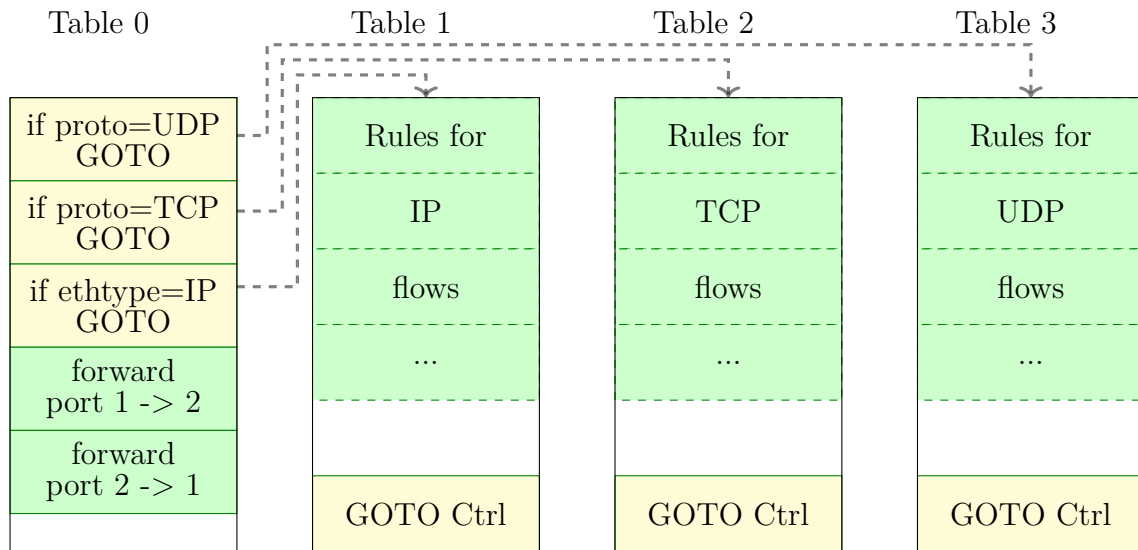 Table 0
Table 1
Table 2
Table 3
if proto=UDP
GOTO
if proto=TCP
GOTO
if ethtype=IP
GOTO
forward
port 1 -> 2
forward
port 2 -> 1
Rules for
IP
flows
...
GOTO Ctrl
Rules for
TCP
flows
...
GOTO Ctrl
Rules for
UDP
flows
...
GOTO Ctrl